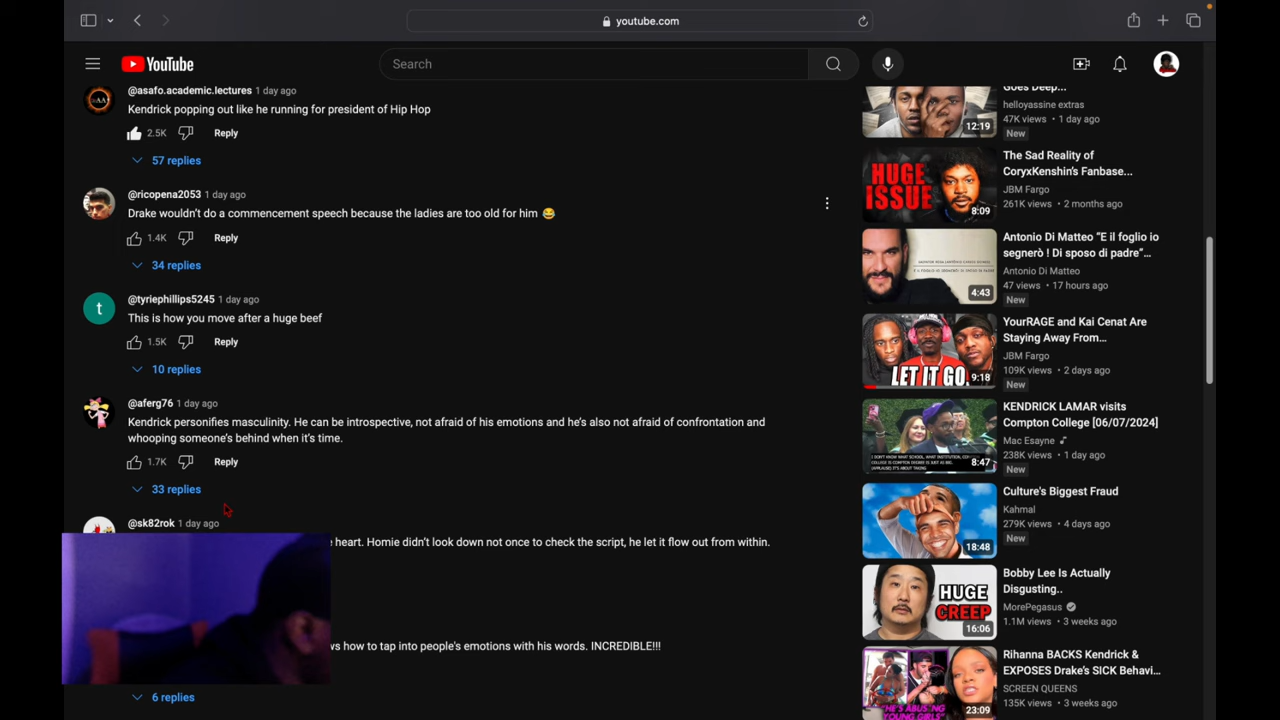 youtube.com
YouTube
Search
@asafo.academic.lectures 1 day ago
Kendrick popping out like he running for president of Hip Hop
2.5K Reply
57 replies
@ricopena2053 1 day ago
Drake wouldn't do a commencement speech because the ladies are too old for him 😂
1.4K Reply
34 replies
@tyriephillips5245 1 day ago
t
This is how you move after a huge beef
1.5K Reply
10 replies
@aferg76 1 day ago
Kendrick personifies masculinity. He can be introspective, not afraid of his emotions and he's also not afraid of confrontation and
whooping someone's behind when it's time.
1.7K Reply
33 replies
@sk82rok 1 day ago
heart. Homie didn't look down not once to check the script, he let it flow out from within.
how to tap into people's emotions with his words. INCREDIBLE!!!
6 replies
Goes Deep...
helloyassine extras
47K views • 1 day ago
New
12:19
The Sad Reality of
CoryxKenshin's Fanbase...
JBM Fargo
261K views • 2 months ago
HUGE
ISSUE
8:09
Antonio Di Matteo "E il foglio io
segnerò ! Di sposo di padre"...
Antonio Di Matteo
47 views • 17 hours ago
New
4:43
YourRAGE and Kai Cenat Are
Staying Away From...
JBM Fargo
109K views • 2 days ago
New
LET IT GO.
9:18
KENDRICK LAMAR visits
Compton College [06/07/2024]
Mac Esayne
238K views • 1 day ago
New
8:47
Culture's Biggest Fraud
Kahmal
279K views • 4 days ago
New
18:48
Bobby Lee Is Actually
Disgusting..
MorePegasus
1.1M views • 3 weeks ago
HUGE
CREEP
16:06
Rihanna BACKS Kendrick &
EXPOSES Drake's SICK Behavi...
SCREEN QUEENS
135K views • 3 weeks ago
"HE'S ABUSING
YOUNG GIRLS"
23:09